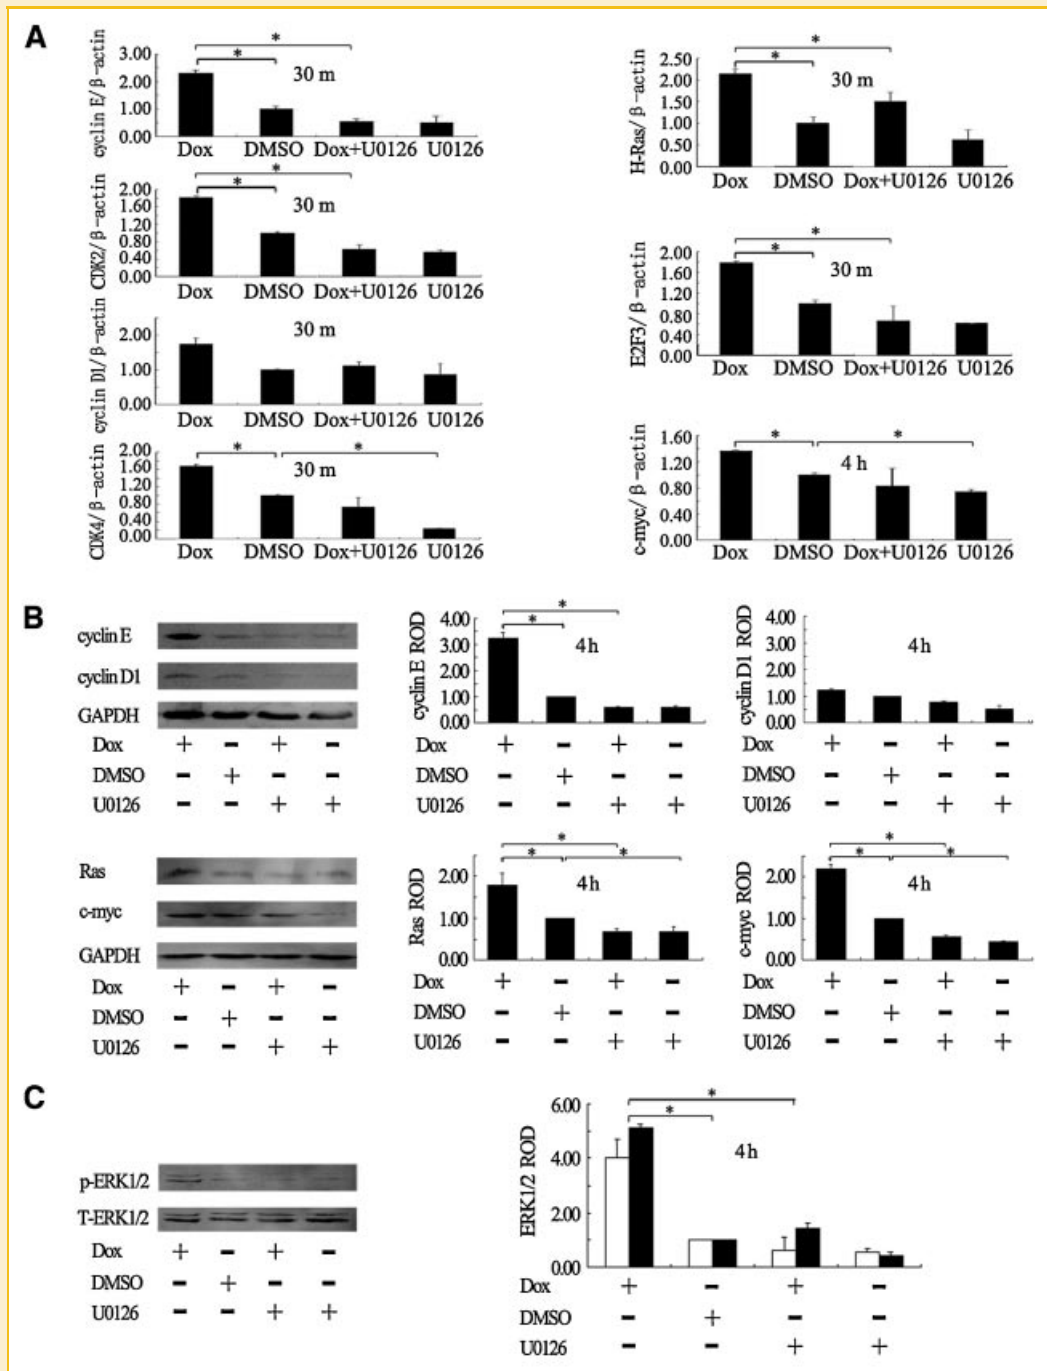 A
cyclin E/β-actin
3.00
2.00
1.00
0.00
*
*
30 m
Dox DMSO Dox+U0126 U0126
CDK2/β-actin
2.00
1.60
1.20
0.80
0.40
0.00
*
*
30 m
Dox DMSO Dox+U0126 U0126
cyclin D1/β-actin
2.00
1.00
0.00
30 m
Dox DMSO Dox+U0126 U0126
CDK4/β-actin
2.00
1.60
1.20
0.80
0.40
0.00
* *
30 m
Dox DMSO Dox+U0126 U0126
H-Ras/β-actin
2.50
2.00
1.50
1.00
0.50
0.00
*
*
30 m
Dox DMSO Dox+U0126 U0126
E2F3/β-actin
2.00
1.60
1.20
0.80
0.40
0.00
*
*
30 m
Dox DMSO Dox+U0126 U0126
c-myc/β-actin
1.60
1.20
0.80
0.40
0.00
* *
4 h
Dox DMSO Dox+U0126 U0126
B
cyclin E
cyclin D1
GAPDH
Dox + - + -
DMSO - + - -
U0126 - - + +
cyclin E ROD
4.00
3.00
2.00
1.00
0.00
*
*
4h
Dox + - + -
DMSO - + - -
U0126 - - + +
cyclin D1 ROD
4.00
3.00
2.00
1.00
0.00
4h
Dox + - + -
DMSO - + - -
U0126 - - + +
Ras
c-myc
GAPDH
Dox + - + -
DMSO - + - -
U0126 - - + +
Ras ROD
2.00
1.00
0.00
*
* *
4h
Dox + - + -
DMSO - + - -
U0126 - - + +
c-myc ROD
2.00
1.00
0.00
*
* *
4h
Dox + - + -
DMSO - + - -
U0126 - - + +
C
p-ERK1/2
T-ERK1/2
Dox + - + -
DMSO - + - -
U0126 - - + +
ERK1/2 ROD
6.00
4.00
2.00
0.00
*
*
4h
Dox + - + -
DMSO - + - -
U0126 - - + +